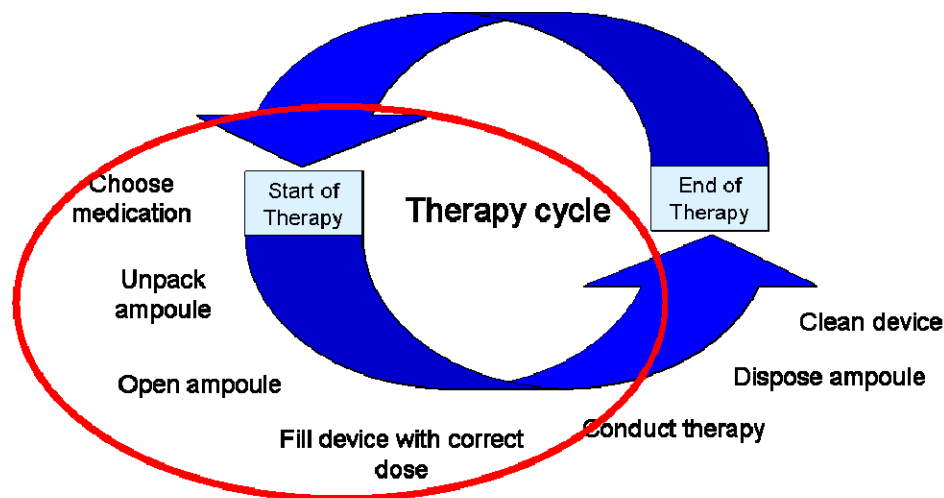 Choose
medication
Start of
Therapy
Therapy cycle
End of
Therapy
Unpack
ampoule
Open ampoule
Fill device with correct
dose
Conduct therapy
Dispose ampoule
Clean device